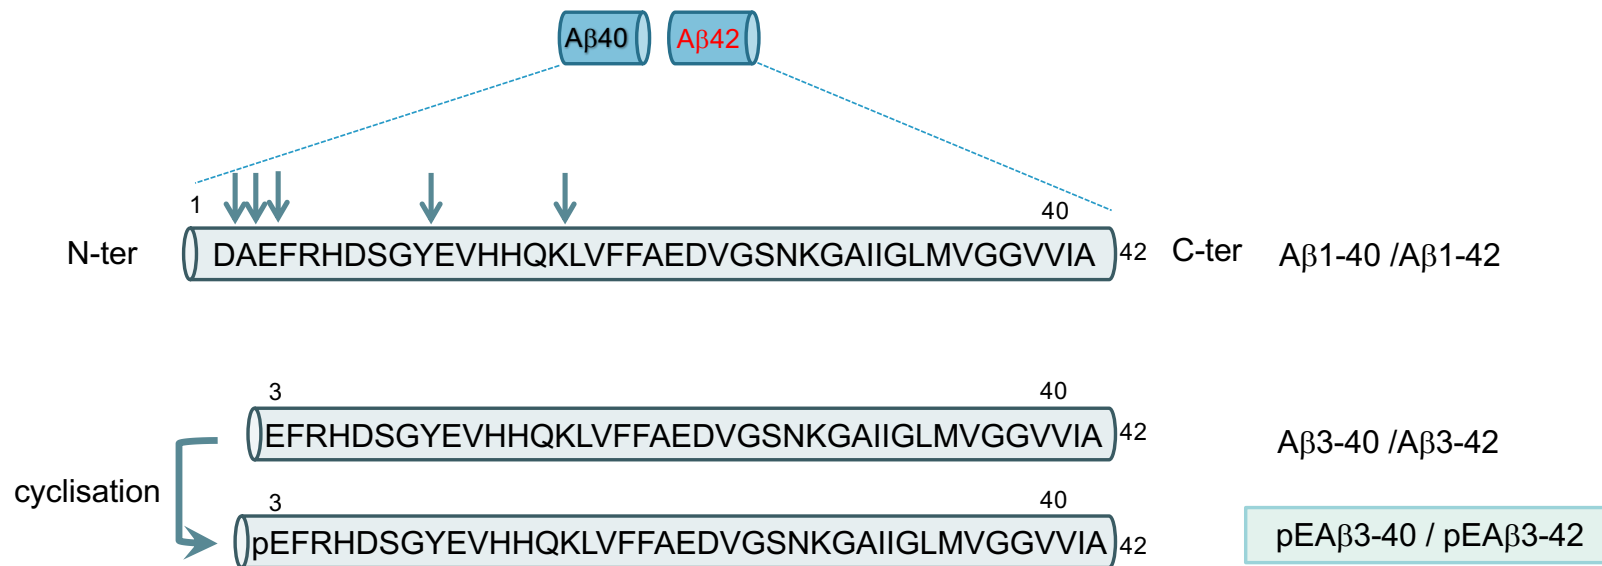 Aβ40 Aβ42
1 40
N-ter DAEFRHDSGYEVHHQKLVFFAEDVGSNKGAIIGLMVGGVVIA 42 C-ter Aβ1-40 /Aβ1-42
3 40
EFRHDSGYEVHHQKLVFFAEDVGSNKGAIIGLMVGGVVIA 42 Aβ3-40 /Aβ3-42
cyclisation
3 40
pEFRHDSGYEVHHQKLVFFAEDVGSNKGAIIGLMVGGVVIA 42 pEAβ3-40 / pEAβ3-42